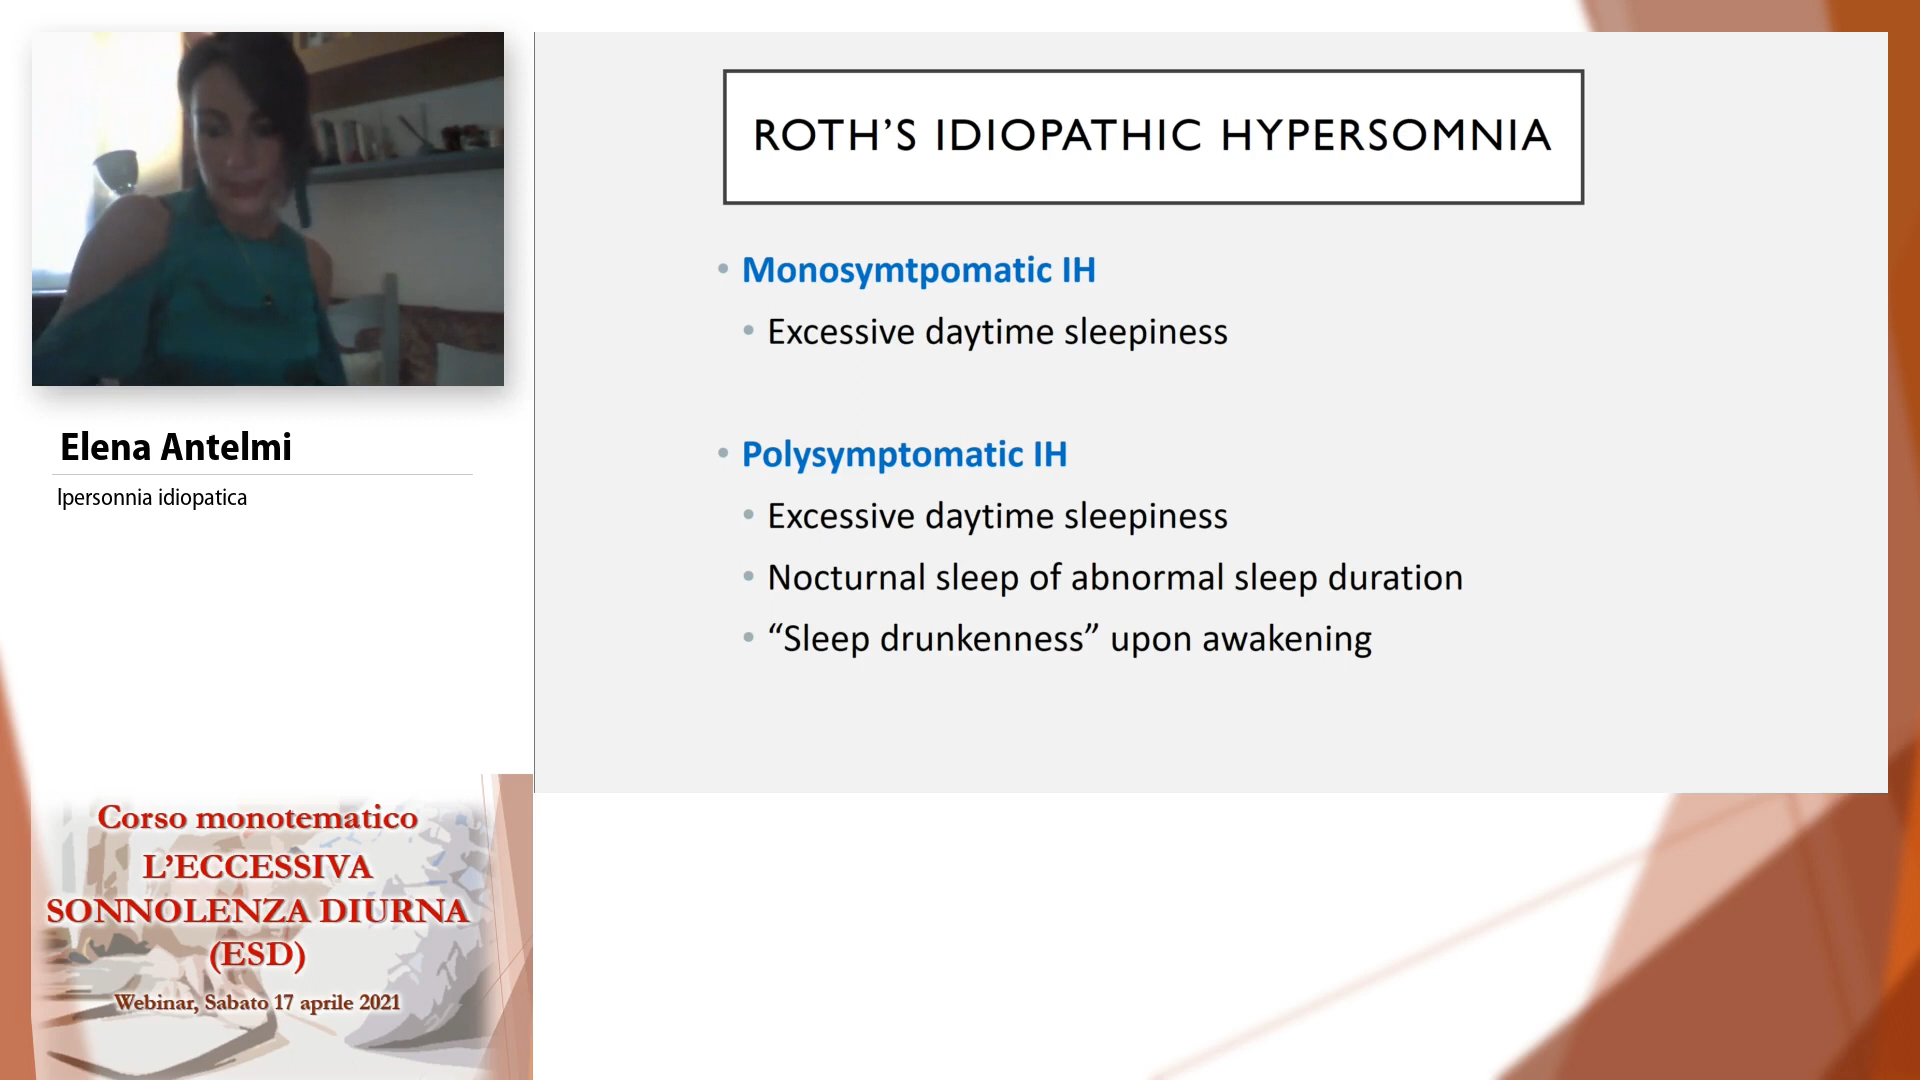 ROTH’S IDIOPATHIC HYPERSOMNIA
• Monosymtpomatic IH
• Excessive daytime sleepiness
• Polysymptomatic IH
• Excessive daytime sleepiness
• Nocturnal sleep of abnormal sleep duration
• “Sleep drunkenness” upon awakening
Elena Antelmi
Ipersonnia idiopatica
Corso monotematico
L’ECCESSIVA
SONNOLENZA DIURNA
(ESD)
Webinar, Sabato 17 aprile 2021